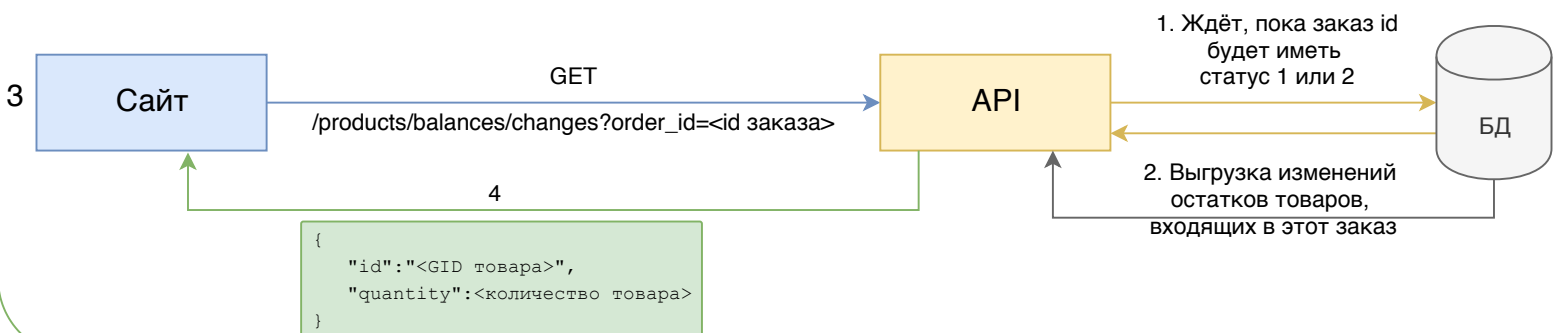 3
Сайт
GET
/products/balances/changes?order_id=<id заказа>
API
1. Ждёт, пока заказ id
будет иметь
статус 1 или 2
БД
2. Выгрузка изменений
остатков товаров,
входящих в этот заказ
4
{
"id":"<GID товара>",
"quantity":<количество товара>
}